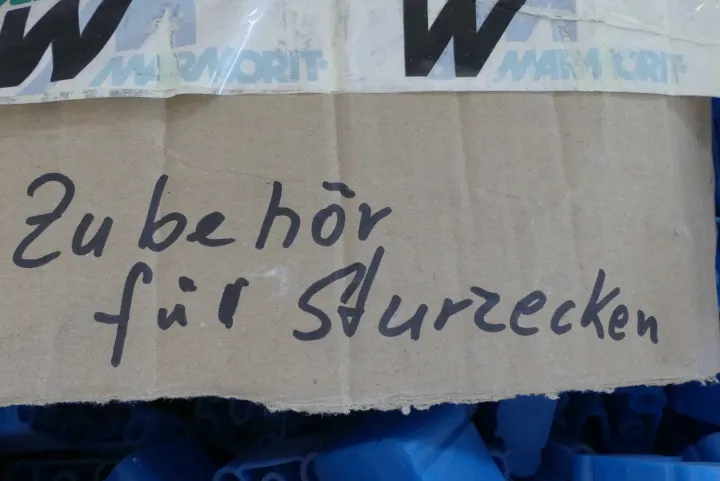 W MARMORIT W MARMORIT
Zubehör
für Sturzecken